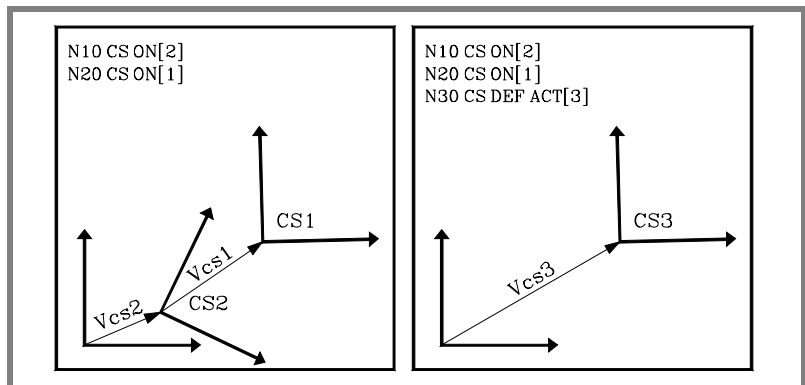 N10 CS ON[2]
N20 CS ON[1]
CS1
Vcs1
CS2
Vcs2
N10 CS ON[2]
N20 CS ON[1]
N30 CS DEF ACT[3]
CS3
Vcs3